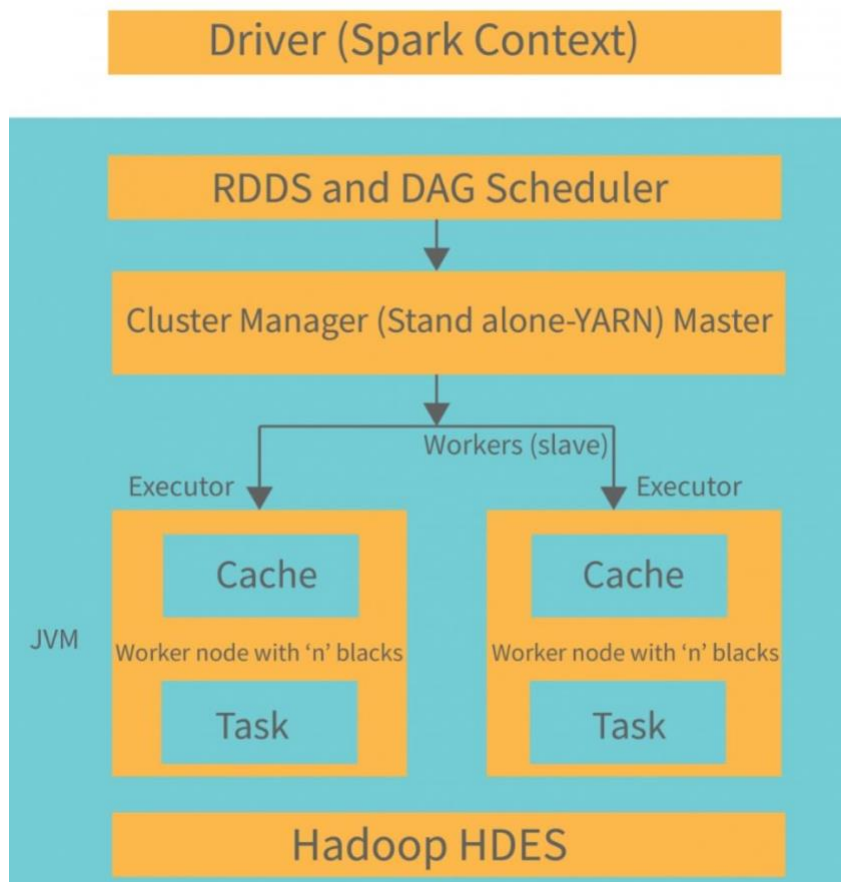 Driver (Spark Context)
RDDS and DAG Scheduler
Cluster Manager (Stand alone-YARN) Master
Workers (slave)
Executor
Executor
Cache
Cache
JVM
Worker node with ‘n’ blacks
Worker node with ‘n’ blacks
Task
Task
Hadoop HDES